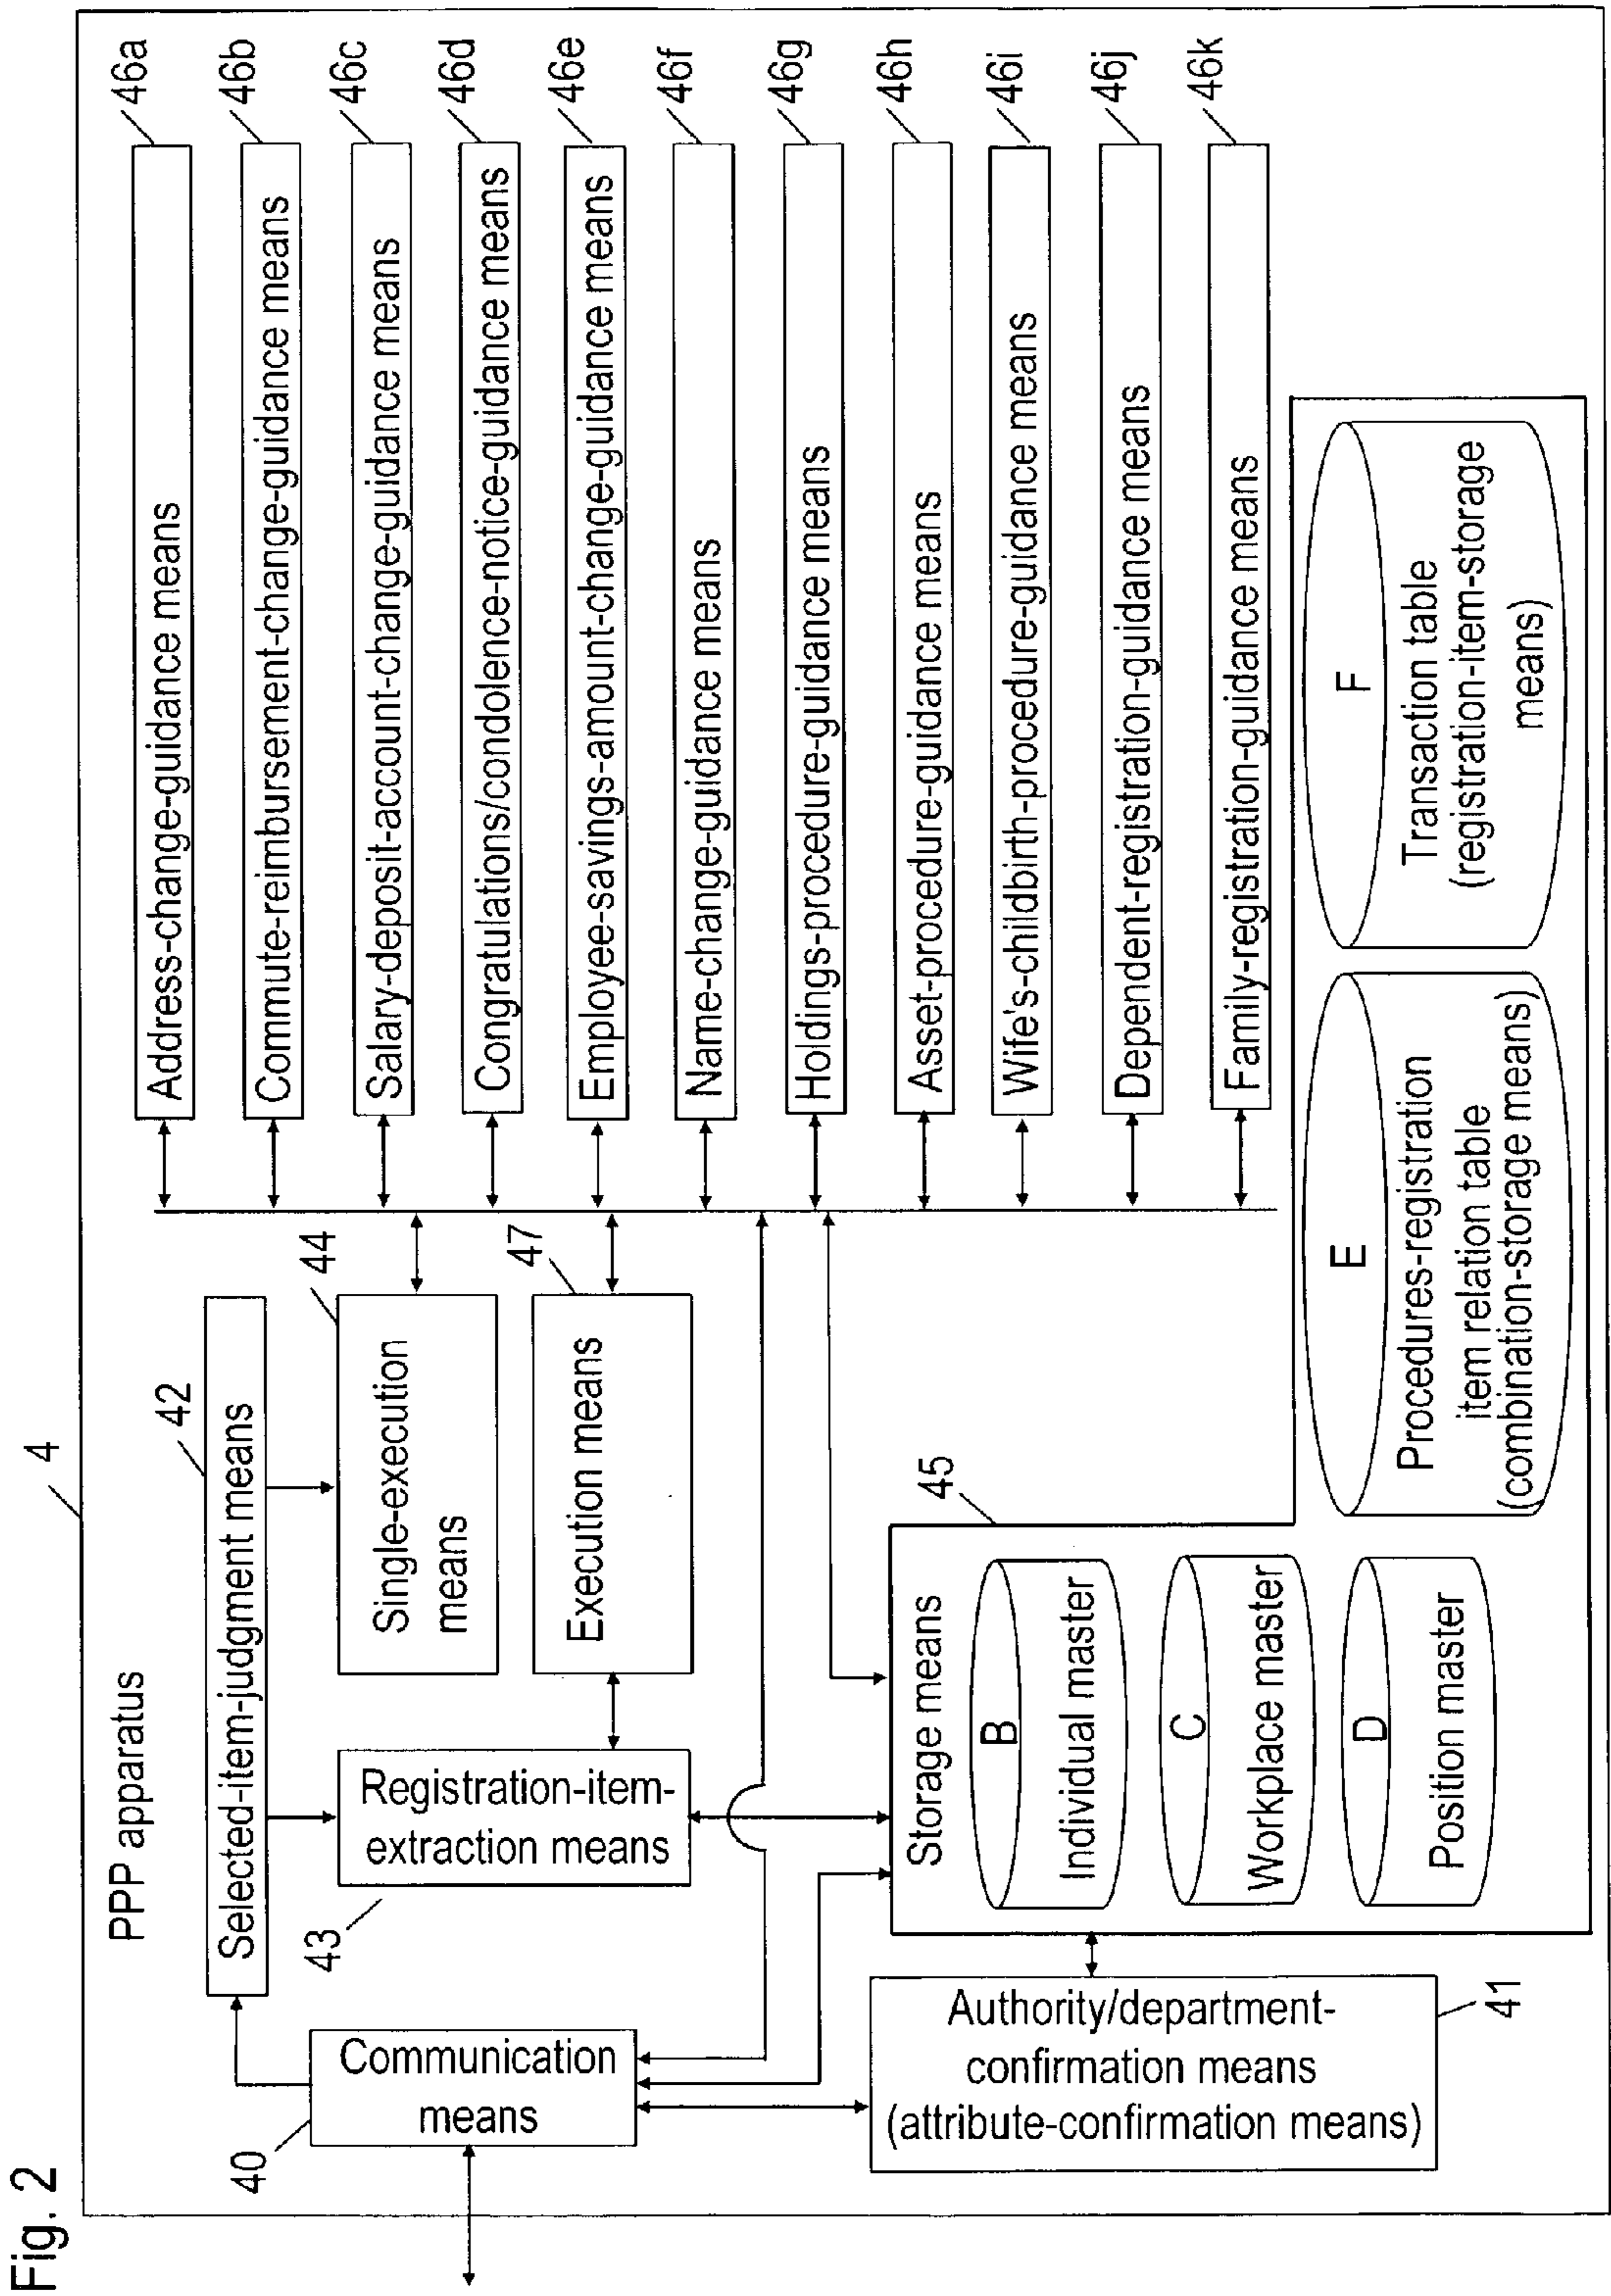 Fig. 2
4
PPP apparatus
40
Communication
means
42
Selected-item-judgment means
43
Registration-item-
extraction means
44
Single-execution
means
47
Execution means
41
Authority/department-
confirmation means
(attribute-confirmation means)
45
Storage means
B
Individual master
C
Workplace master
D
Position master
E
Procedures-registration
item relation table
(combination-storage means)
F
Transaction table
(registration-item-storage
means)
Address-change-guidance means
46a
Commute-reimbursement-change-guidance means
46b
Salary-deposit-account-change-guidance means
46c
Congratulations/condolence-notice-guidance means
46d
Employee-savings-amount-change-guidance means
46e
Name-change-guidance means
46f
Holdings-procedure-guidance means
46g
Asset-procedure-guidance means
46h
Wife's-childbirth-procedure-guidance means
46i
Dependent-registration-guidance means
46j
Family-registration-guidance means
46k